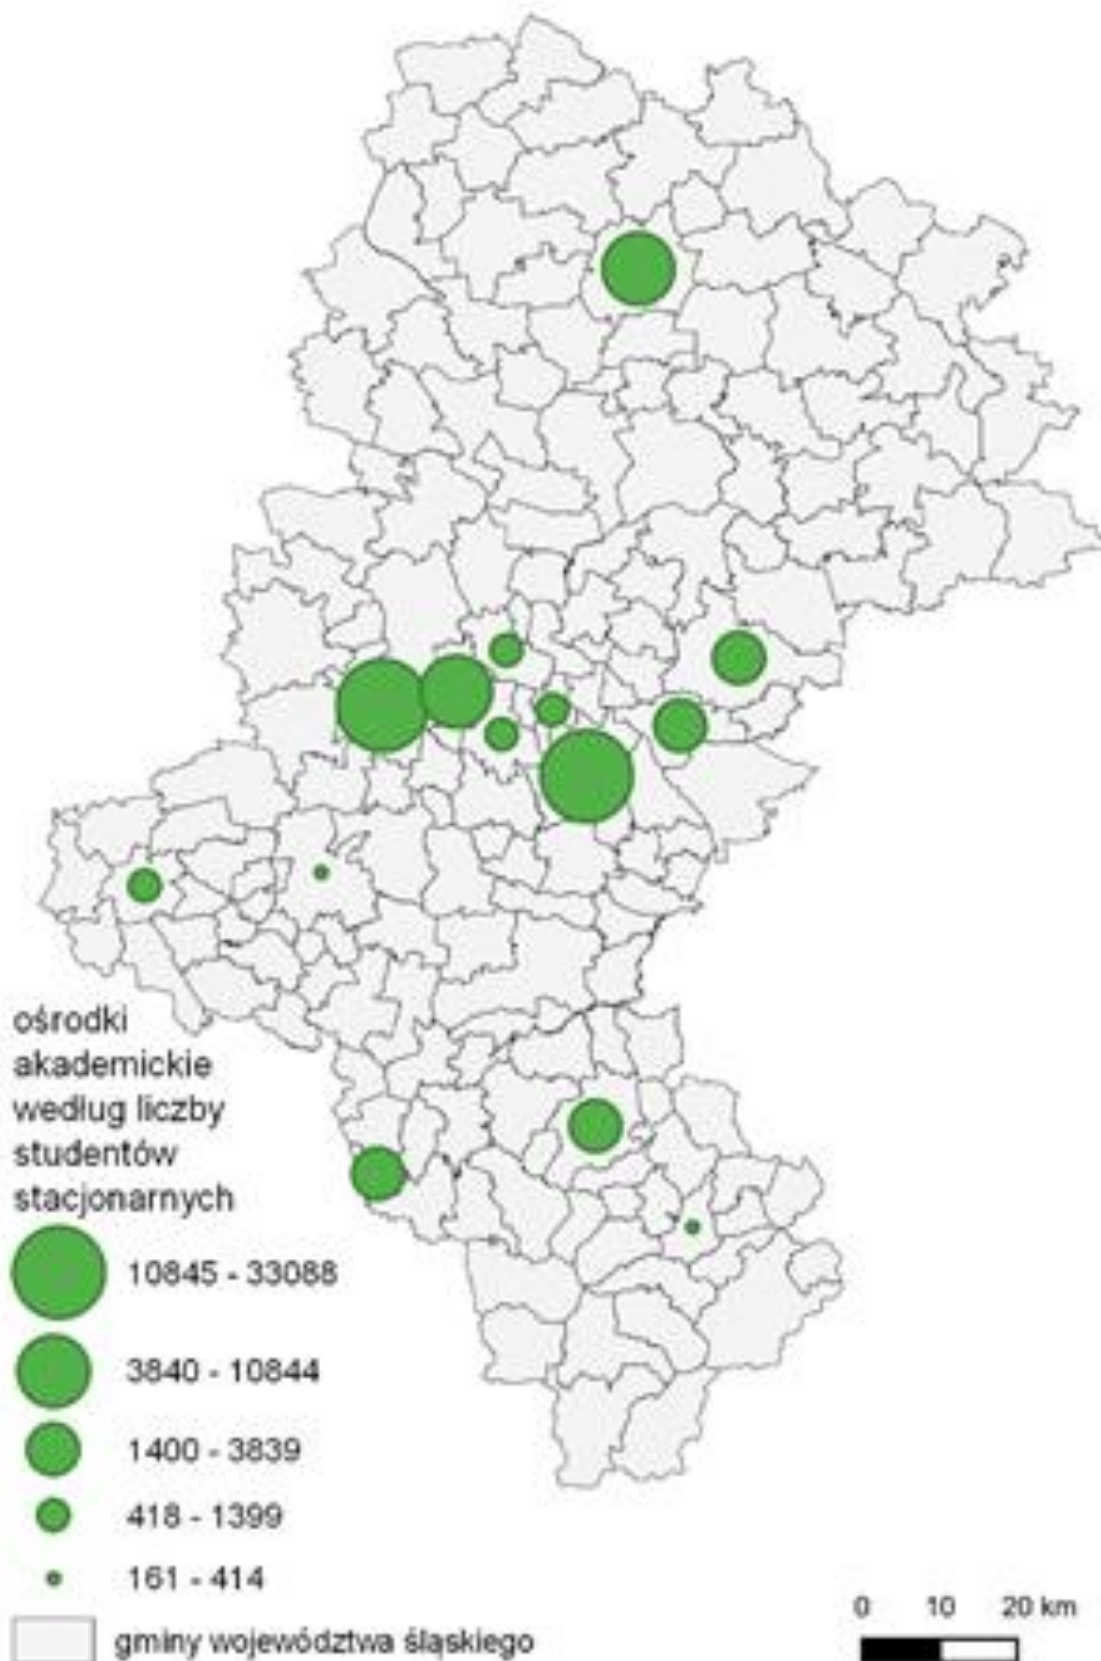 ośrodki
akademickie
według liczby
studentów
stacjonarnych
10845 - 33088
3840 - 10844
1400 - 3839
418 - 1399
161 - 414
gminy województwa śląskiego
0 10 20 km